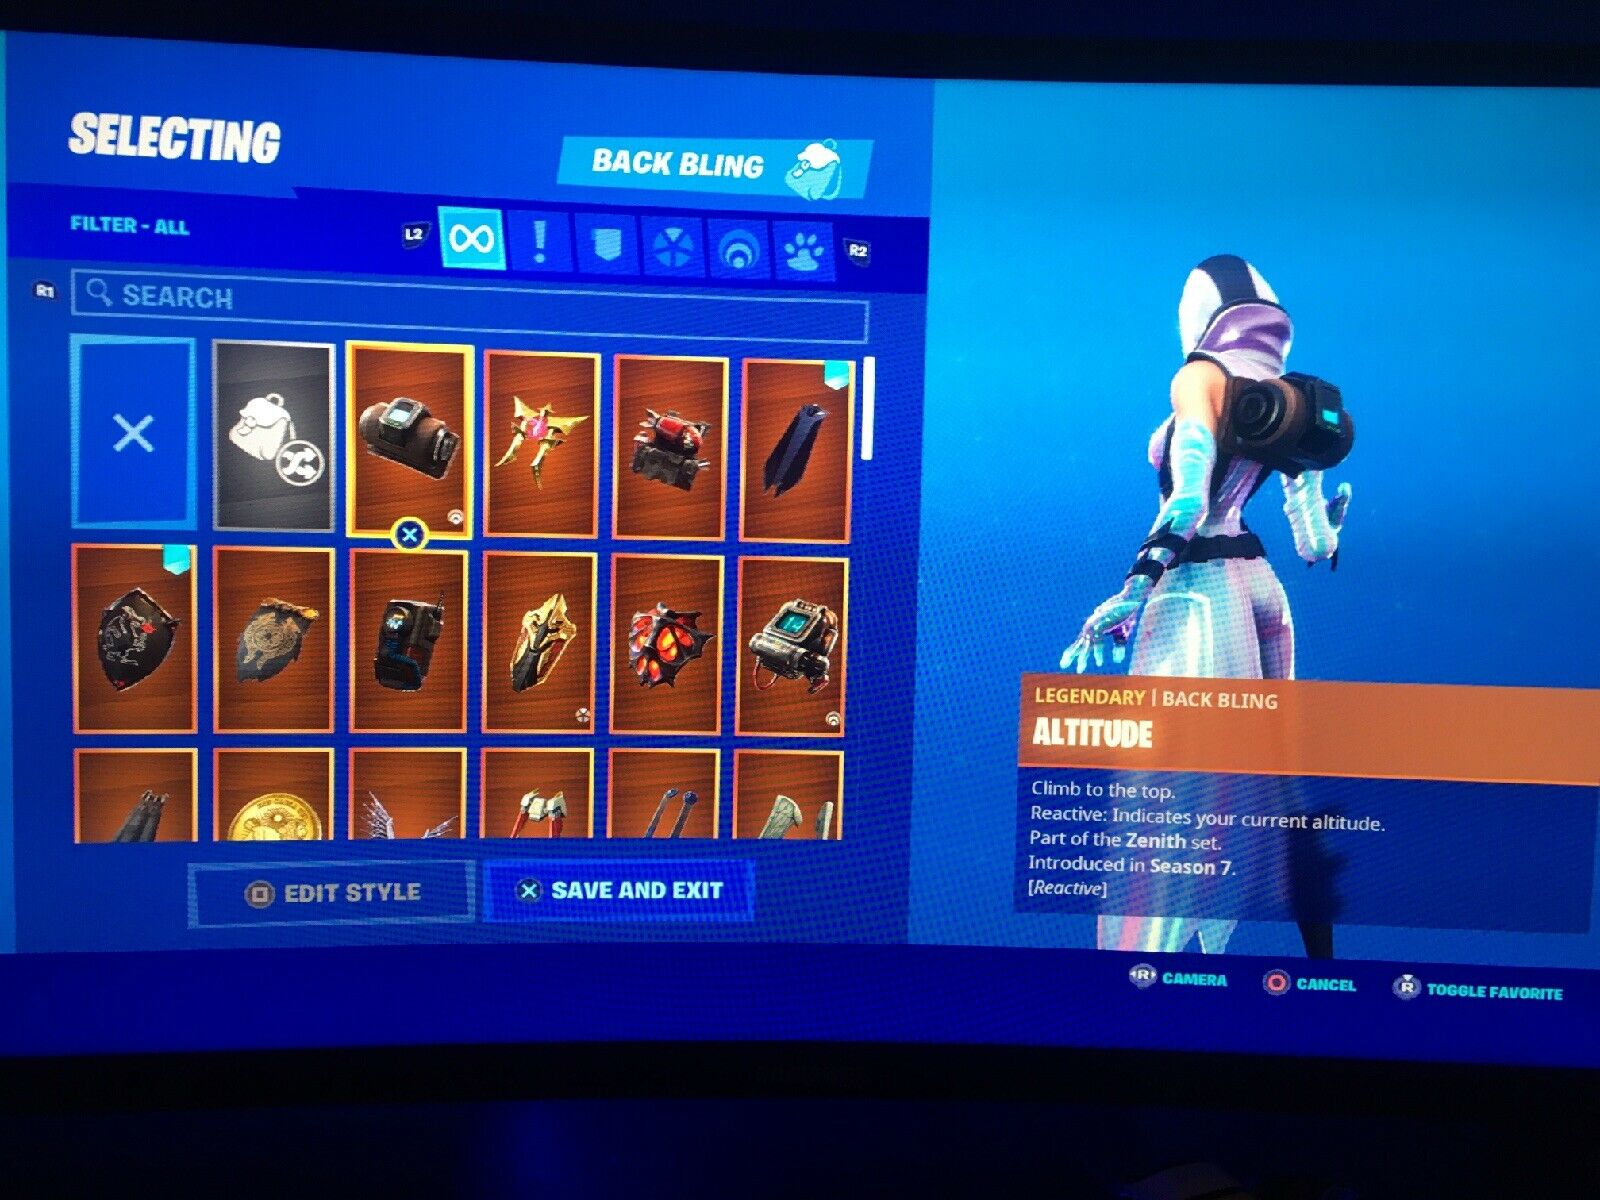 SELECTING
BACK BLING
FILTER - ALL
L2
R2
R1
SEARCH
LEGENDARY | BACK BLING
ALTITUDE
Climb to the top.
Reactive: Indicates your current altitude.
Part of the Zenith set.
Introduced in Season 7.
[Reactive]
EDIT STYLE
SAVE AND EXIT
R CAMERA
CANCEL
R TOGGLE FAVORITE